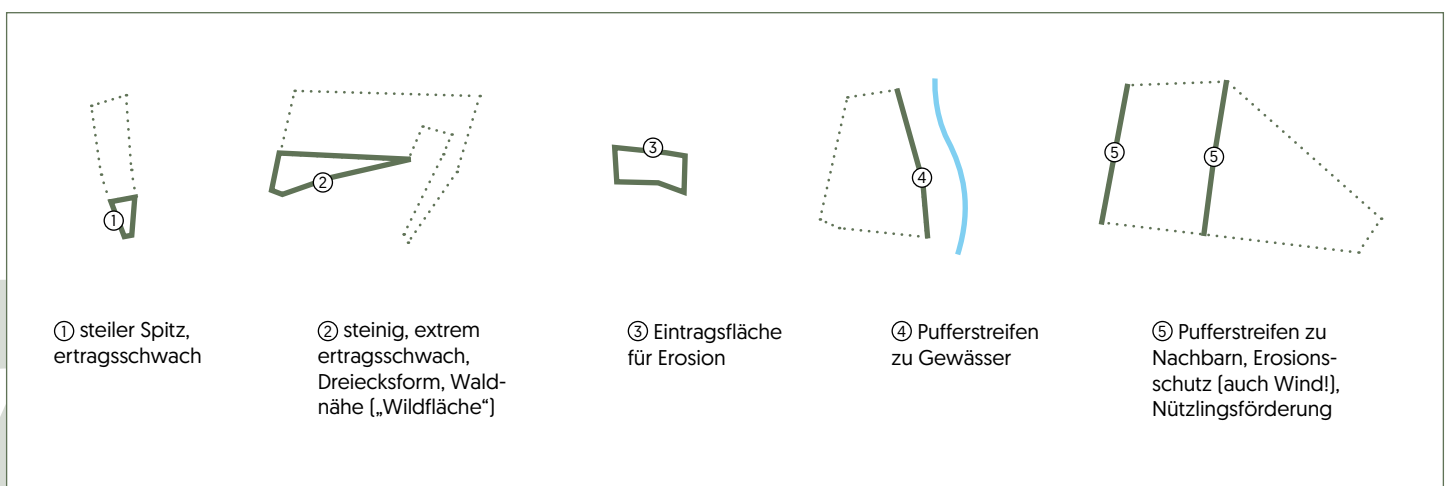 1
2
3
4
5
5
① steiler Spitz,
ertragsschwach
② steinig, extrem
ertragsschwach,
Dreiecksform, Wald-
nähe („Wildfläche“)
③ Eintragsfläche
für Erosion
④ Pufferstreifen
zu Gewässer
⑤ Pufferstreifen zu
Nachbarn, Erosions-
schutz (auch Wind!),
Nützlingsförderung